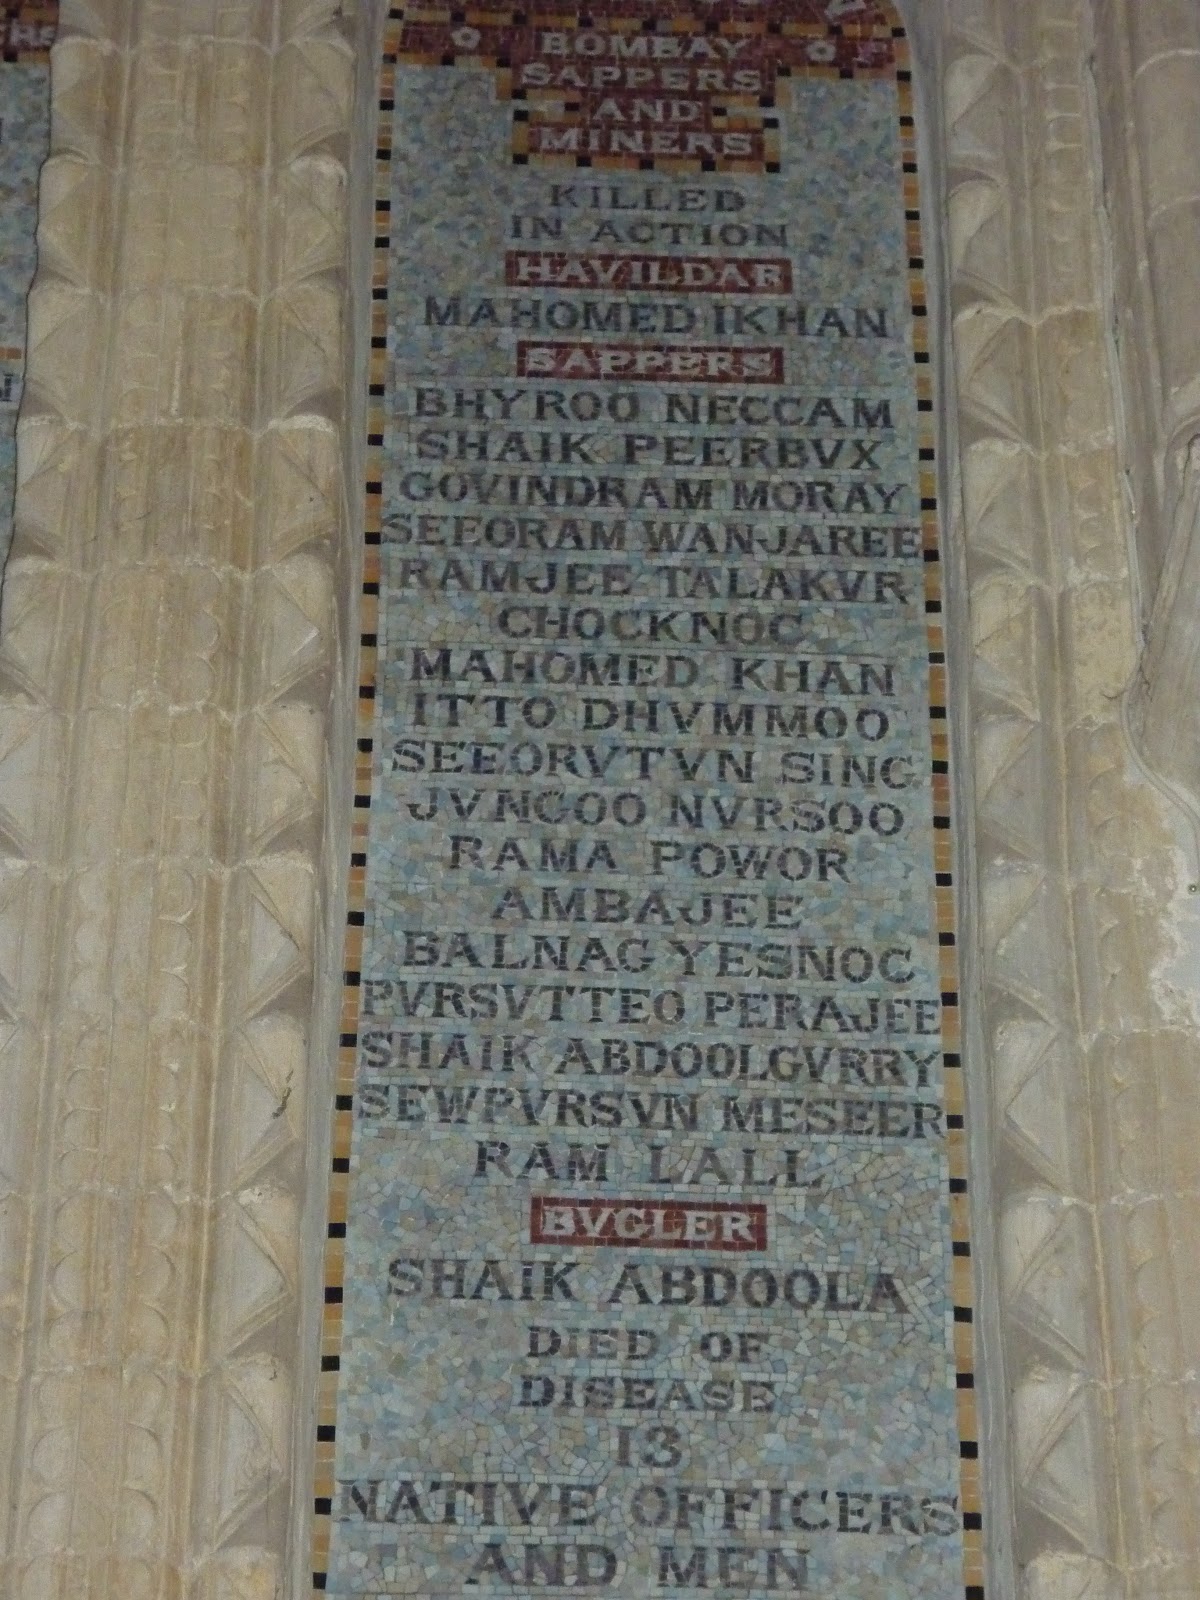 BOMBAY
SAPPERS
AND
MINERS
KILLED
IN ACTION
HAVILDAR
MAHOMED IKHAN
SAPPERS
BHYROO NECCAM
SHAIK PEERBVX
GOVINDRAM MORAY
SEEORAM WANJAREE
RAMJEE TALAKVR
CHOCKNOC
MAHOMED KHAN
ITTO DHVMMOO
SEEORVTVN SING
JVNGOO NVRSOO
RAMA POWOR
AMBAJEE
BALNAG YESNOC
PVRSVTTEO PERAJEE
SHAIK ABDOOLGVRRY
SEWPVRSVN MESEER
RAM LALL
BVGLER
SHAIK ABDOOLA
DIED OF
DISEASE
13
NATIVE OFFICERS
AND MEN